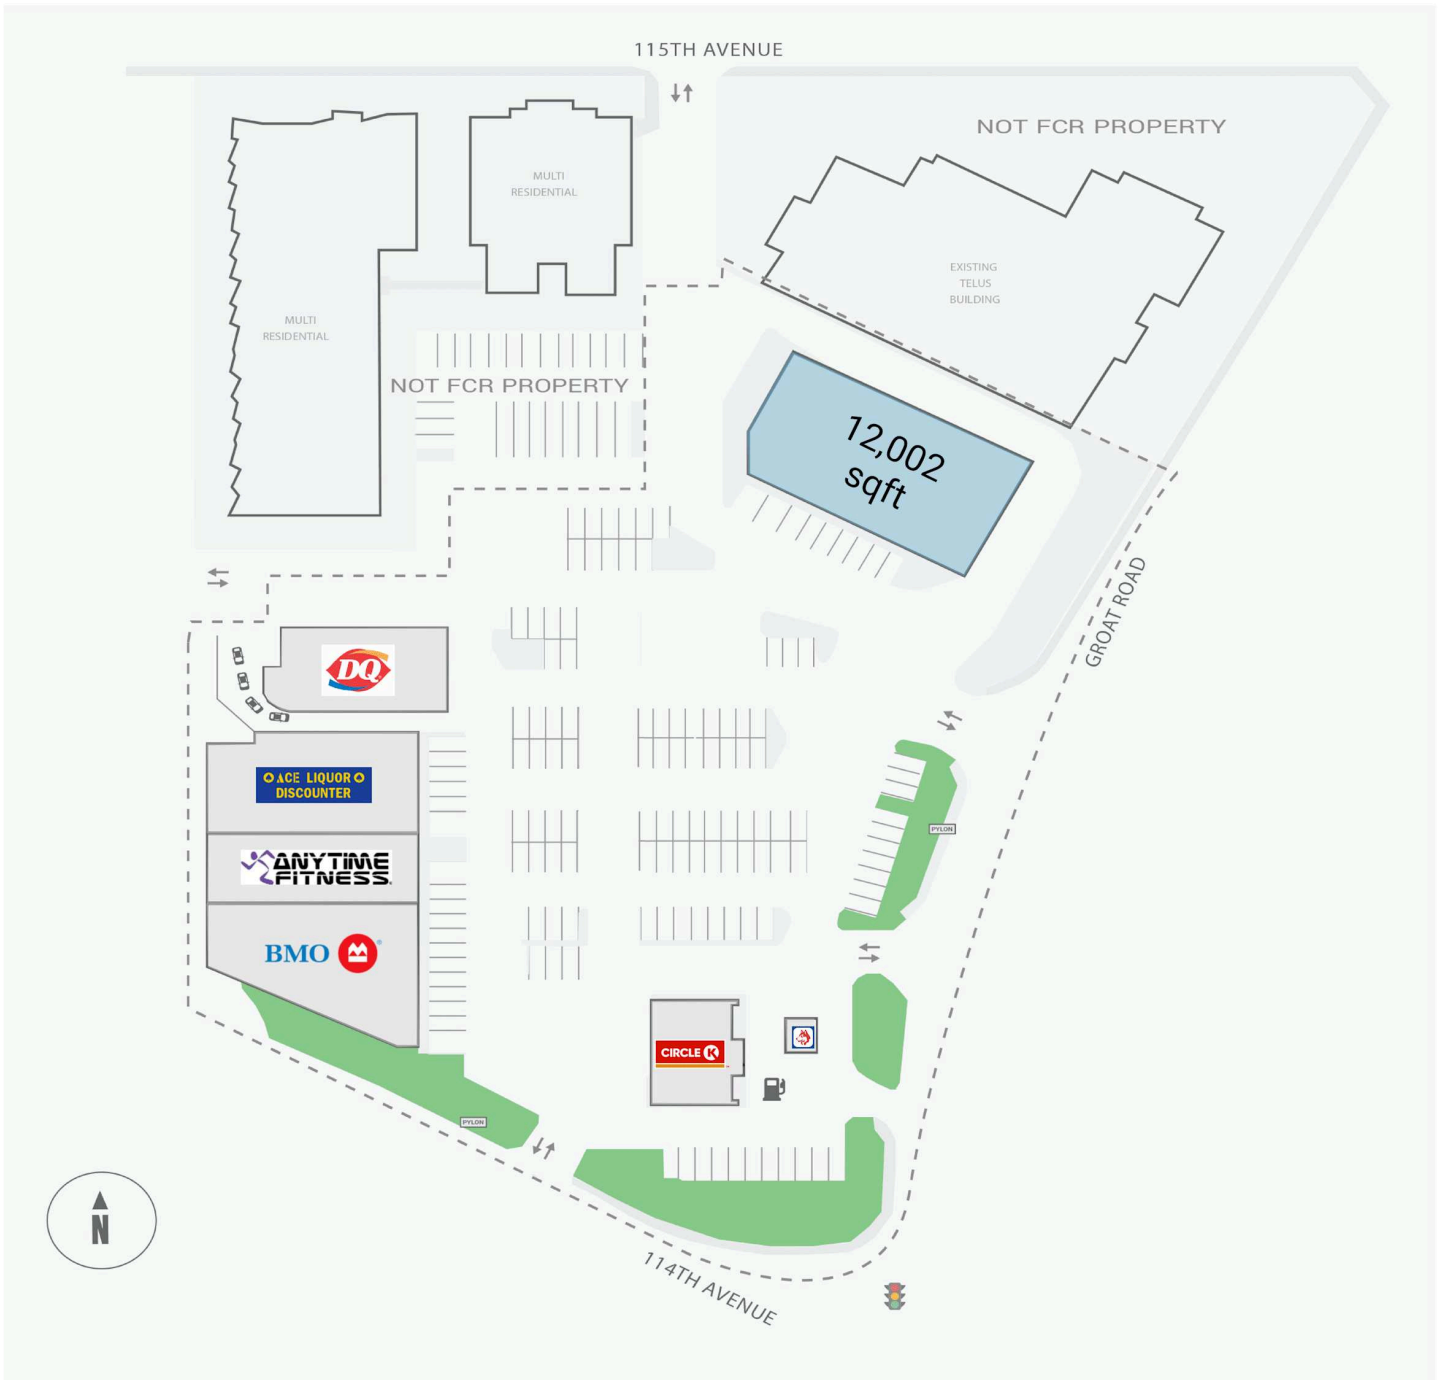 115TH AVENUE
NOT FCR PROPERTY
MULTI
RESIDENTIAL
EXISTING
TELUS
BUILDING
MULTI
RESIDENTIAL
NOT FCR PROPERTY
12,002
sqft
GROAT ROAD
DQ
ACE LIQUOR
DISCOUNTER
PYLON
ANYTIME
FITNESS
BMO
CIRCLE K
PYLON
N
114TH AVENUE